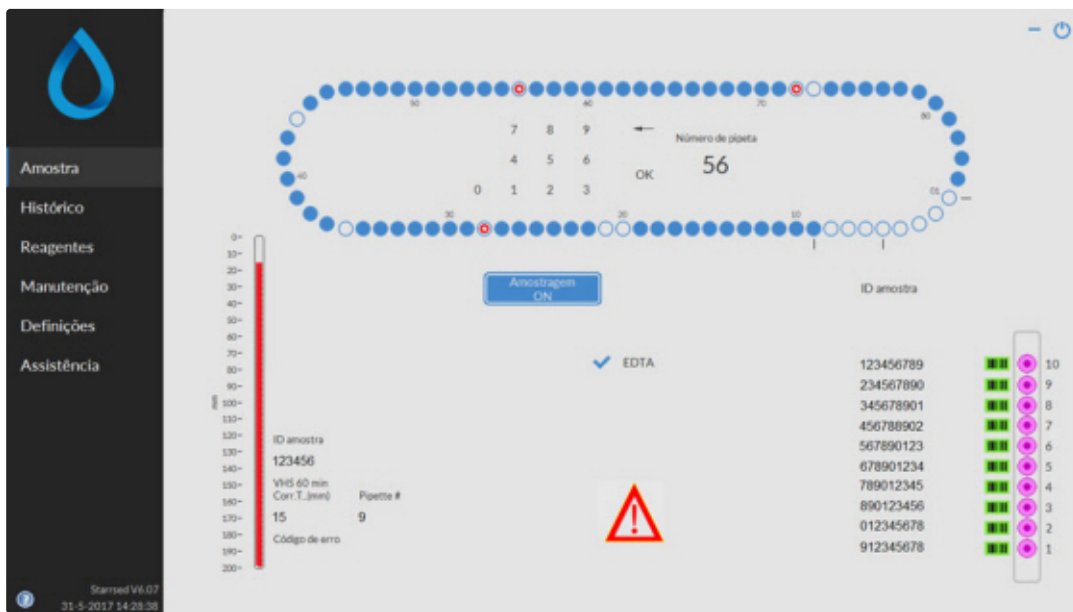 50
60
70
80
7 8 9
4 5 6
0 1 2 3
OK
Número de pipeta
56
40
01
30
20
10
Amostra
Histórico
Reagentes
Manutenção
Definições
Assistência
Starrsed V6.07
31-5-2017 14:28:38
mm
0
10
20
30
40
50
60
70
80
90
100
110
120
130
140
150
160
170
180
190
200
Amostragem
ON
EDTA
ID amostra
123456
VHS 60 min
Corr.T.,(mm) Pipette #
15 9
Código de erro
ID amostra
123456789 10
234567890 9
345678901 8
456788902 7
567890123 6
678901234 5
789012345 4
890123456 3
012345678 2
912345678 1